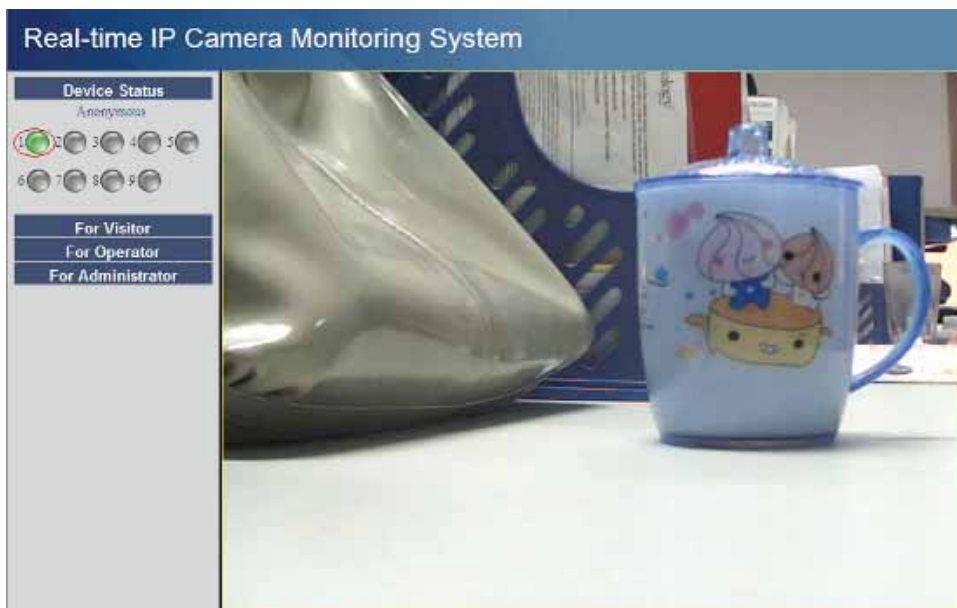 Real-time IP Camera Monitoring System
Device Status
Anonymous
1 2 3 4 5
6 7 8 9
For Visitor
For Operator
For Administrator
ology